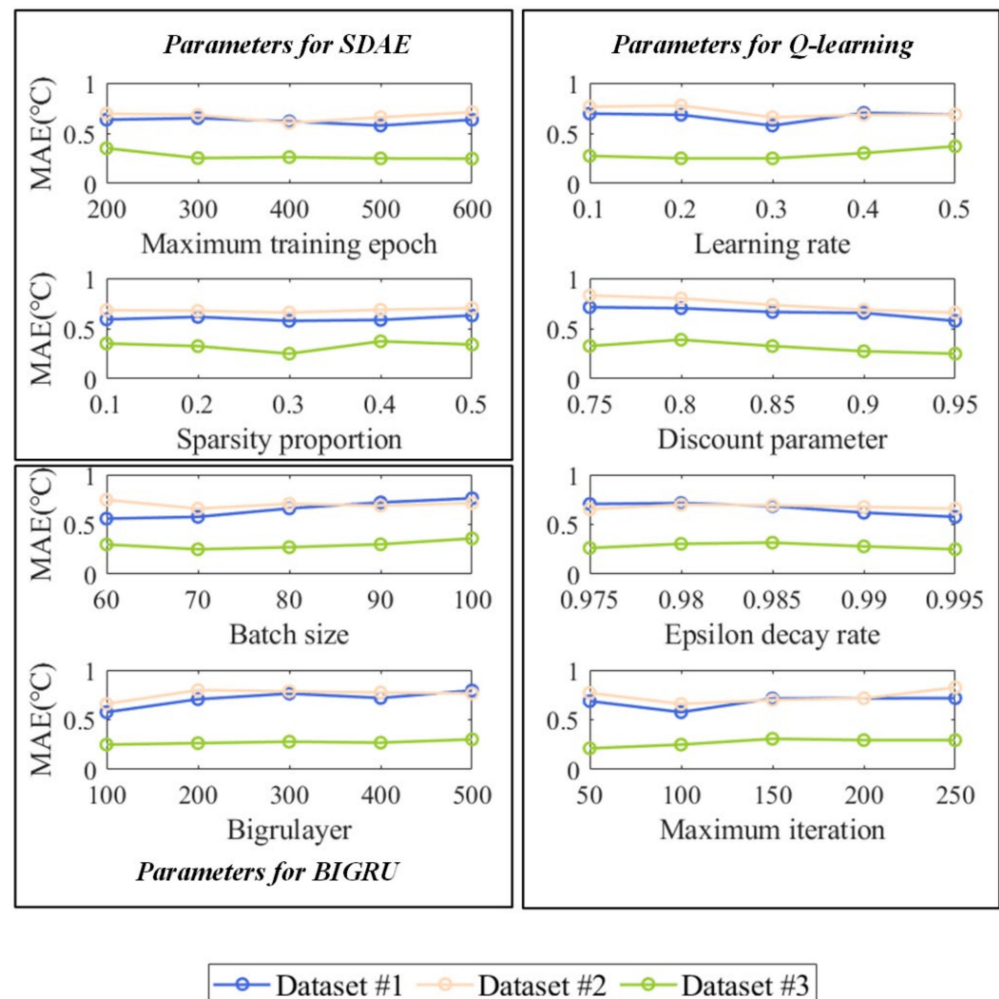 Parameters for SDAE
MAE(°C)
1
0.5
0
200 300 400 500 600
Maximum training epoch
MAE(°C)
1
0.5
0
0.1 0.2 0.3 0.4 0.5
Sparsity proportion
MAE(°C)
1
0.5
0
60 70 80 90 100
Batch size
MAE(°C)
1
0.5
0
100 200 300 400 500
Bigrulayer
Parameters for BIGRU
Parameters for Q-learning
1
0.5
0
0.1 0.2 0.3 0.4 0.5
Learning rate
1
0.5
0
0.75 0.8 0.85 0.9 0.95
Discount parameter
1
0.5
0
0.975 0.98 0.985 0.99 0.995
Epsilon decay rate
1
0.5
0
50 100 150 200 250
Maximum iteration
Dataset #1 Dataset #2 Dataset #3